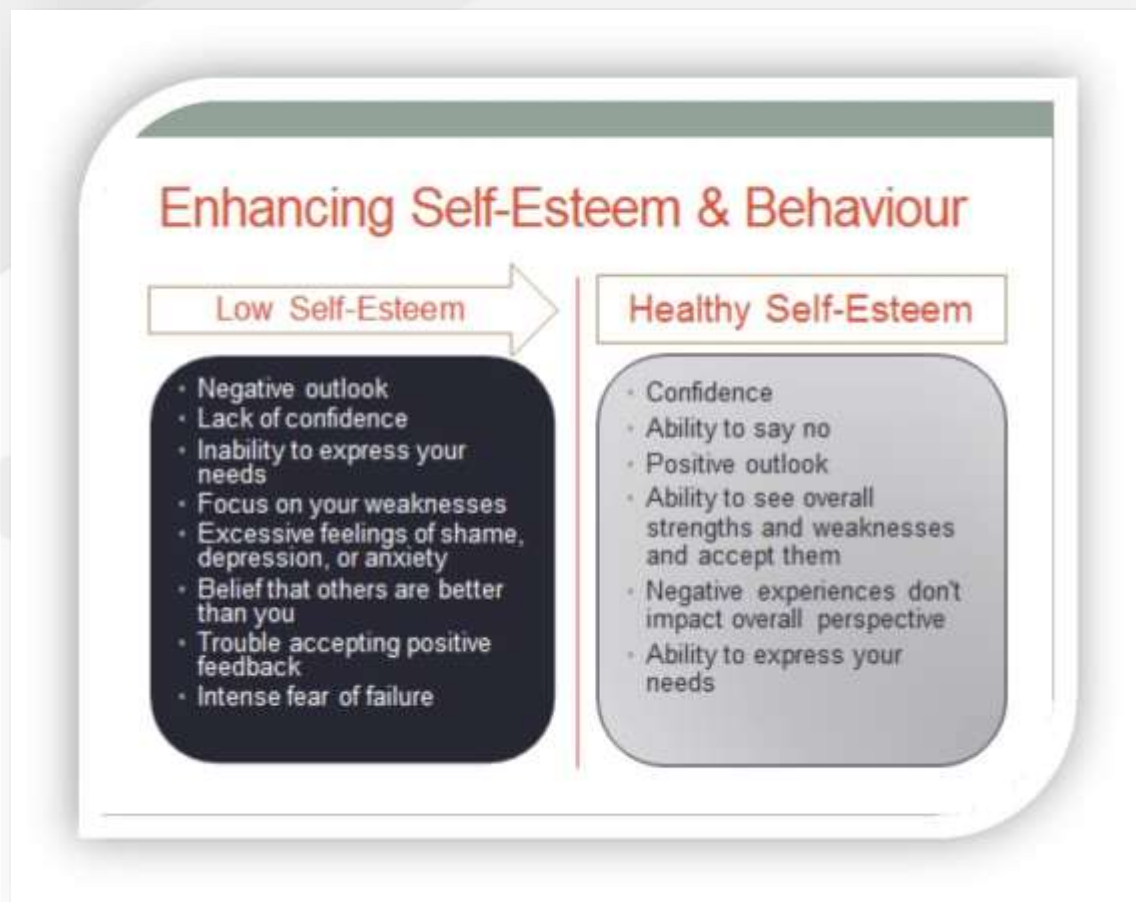 Enhancing Self-Esteem & Behaviour
Low Self-Esteem
• Negative outlook
• Lack of confidence
• Inability to express your
needs
• Focus on your weaknesses
• Excessive feelings of shame,
depression, or anxiety
• Belief that others are better
than you
• Trouble accepting positive
feedback
• Intense fear of failure
Healthy Self-Esteem
• Confidence
• Ability to say no
• Positive outlook
• Ability to see overall
strengths and weaknesses
and accept them
• Negative experiences don't
impact overall perspective
• Ability to express your
needs